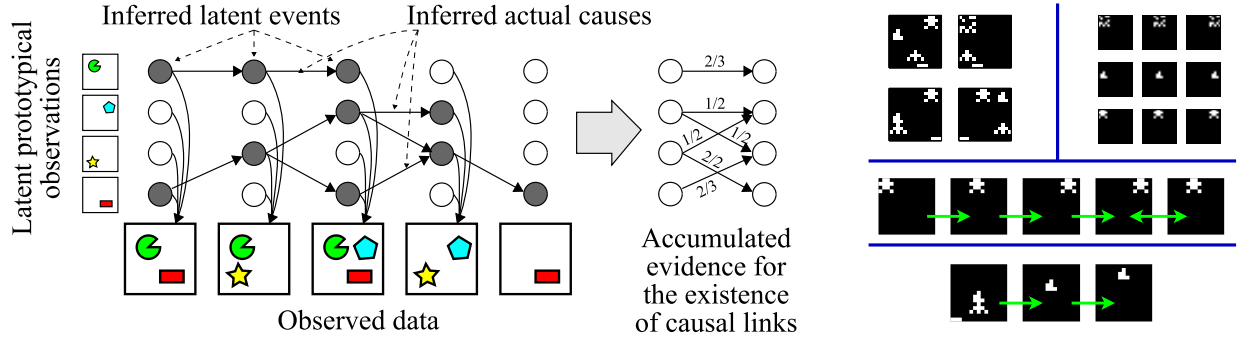 Inferred latent events
Inferred actual causes
Latent prototypical
observations
2/3
1/2
1/2
1/2
2/2
2/3
Observed data
Accumulated
evidence for
the existence
of causal links